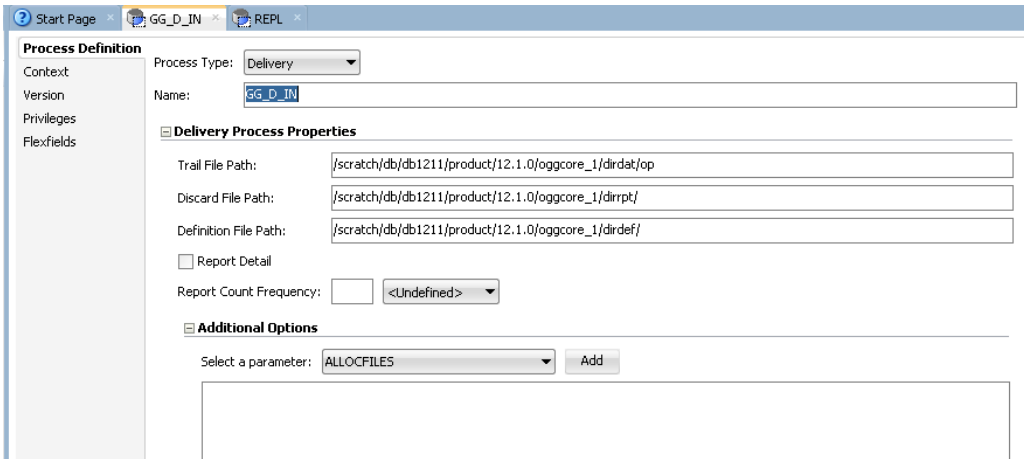 Start Page GG_D_IN REPL
Process Definition
Context
Version
Privileges
Flexfields
Process Type: Delivery
Name: GG_D_IN
Delivery Process Properties
Trail File Path: /scratch/db/db1211/product/12.1.0/oggcore_1/dirdat/op
Discard File Path: /scratch/db/db1211/product/12.1.0/oggcore_1/dirrpt/
Definition File Path: /scratch/db/db1211/product/12.1.0/oggcore_1/dirdef/
Report Detail
Report Count Frequency: <Undefined>
Additional Options
Select a parameter: ALLOCFILES Add